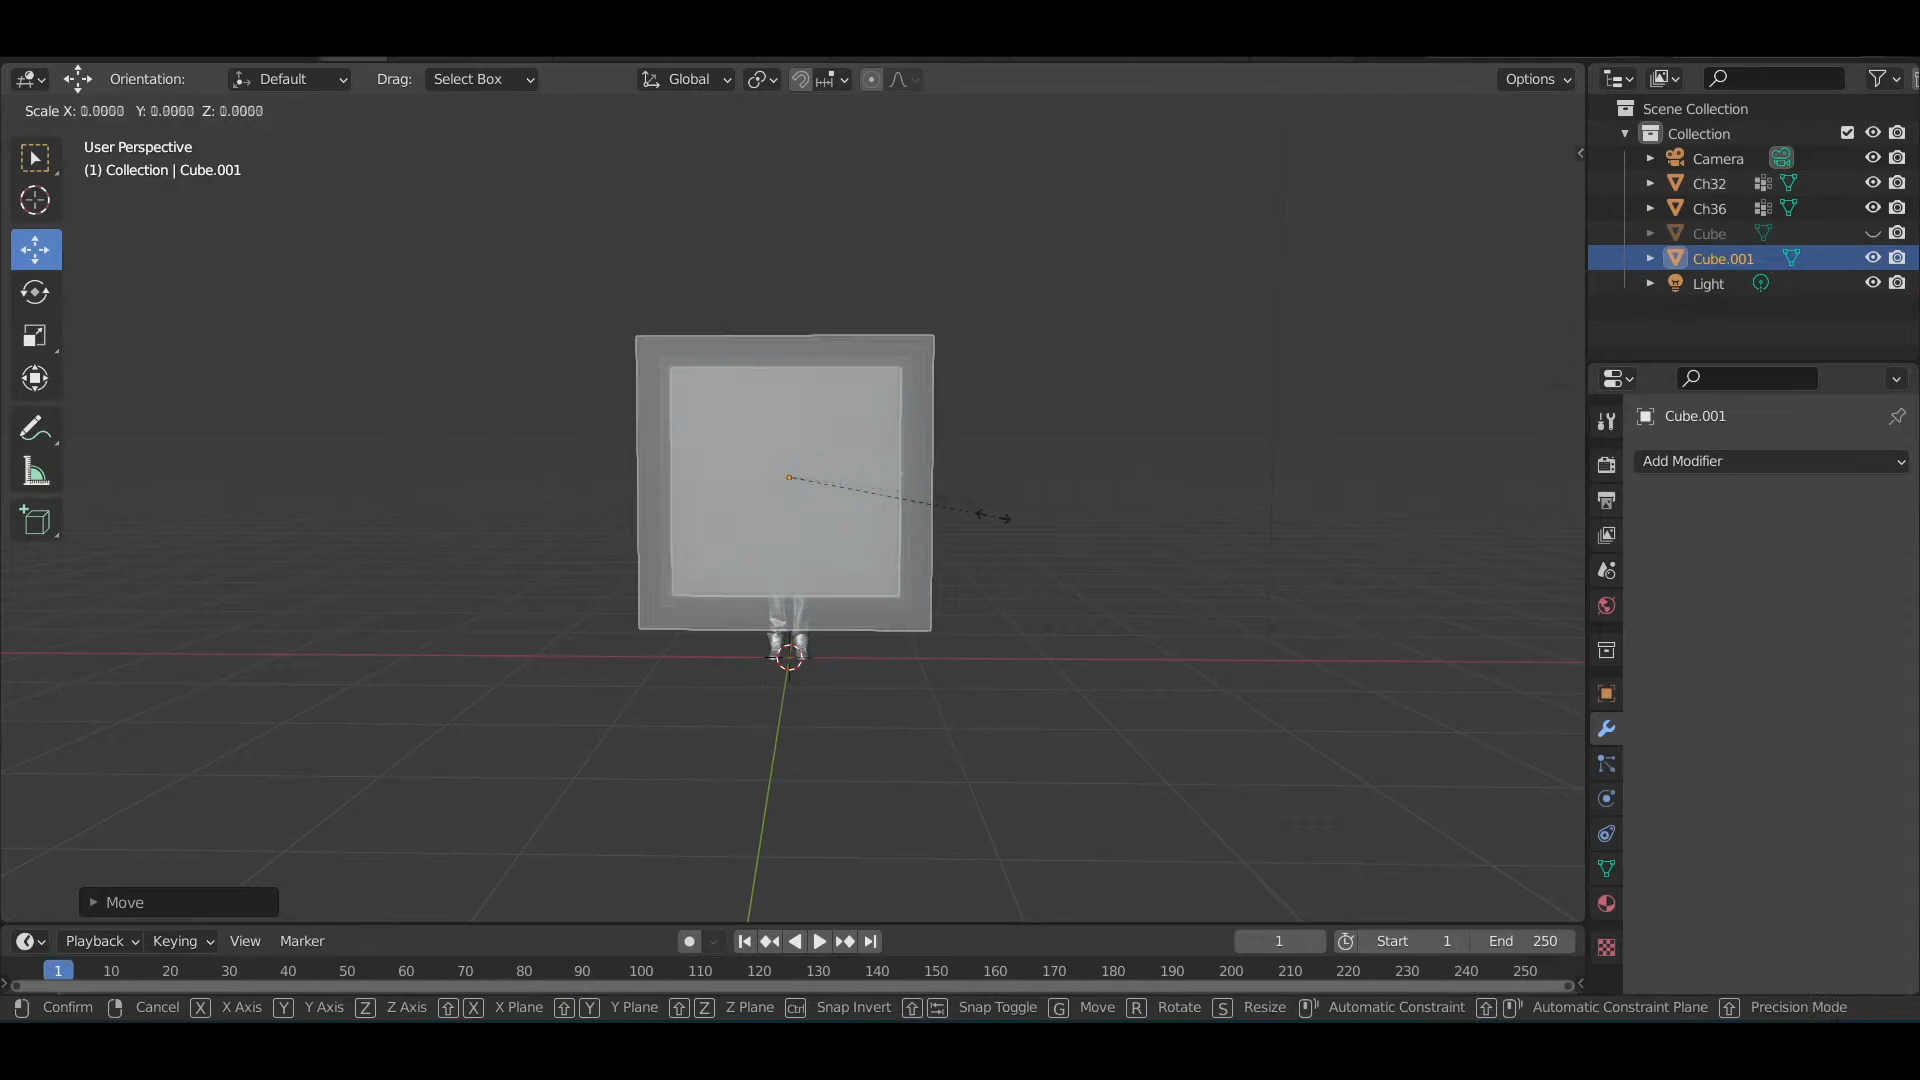 Orientation: Default Drag: Select Box Global Options
Scale X: 0.0000 Y: 0.0000 Z: 0.0000
User Perspective
(1) Collection | Cube.001
Scene Collection
Collection
Camera
Ch32
Ch36
Cube
Cube.001
Light
Cube.001
Add Modifier
Move
Playback Keying View Marker 1 Start 1 End 250
1 10 20 30 40 50 60 70 80 90 100 110 120 130 140 150 160 170 180 190 200 210 220 230 240 250
Confirm Cancel X X Axis Y Y Axis Z Z Axis X X Plane Y Y Plane Z Z Plane Ctrl Snap Invert Snap Toggle G Move R Rotate S Resize Automatic Constraint Automatic Constraint Plane Precision Mode